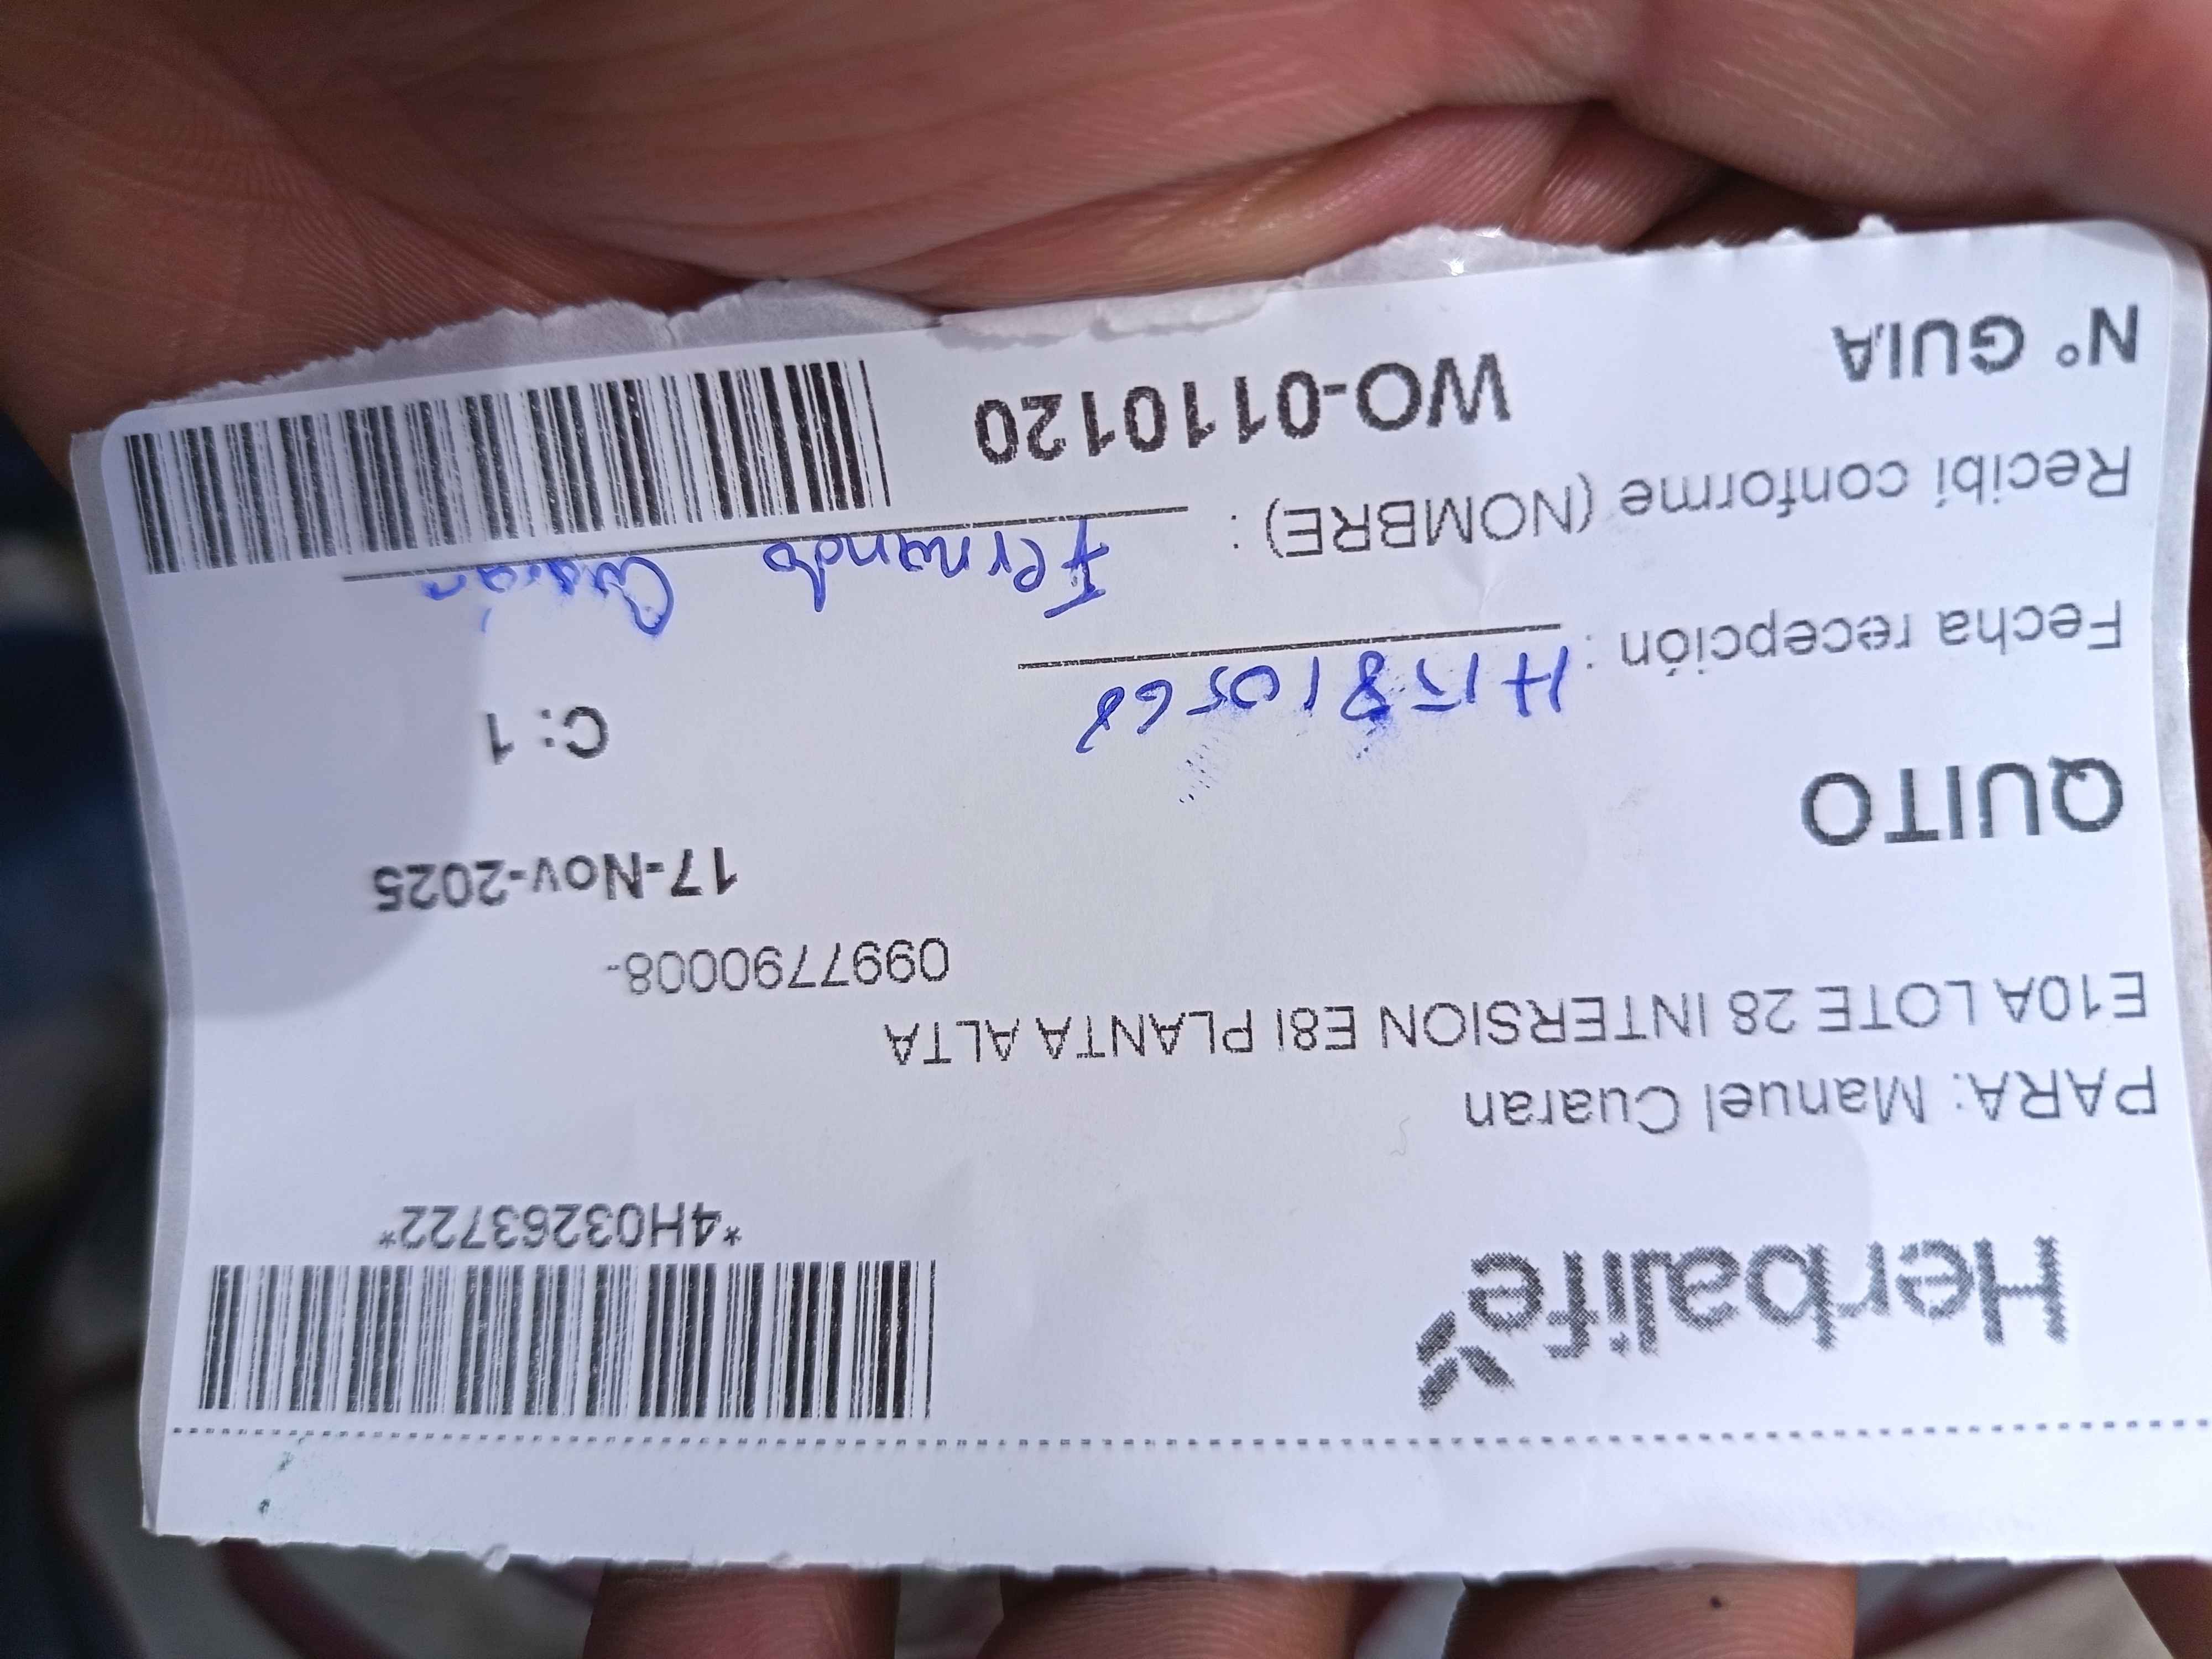 Herbalife
*4H03263722*
PARA: Manuel Cuaran
E10A LOTE 28 INTERSION E8I PLANTA ALTA
0997790008-
17-Nov-2025
QUITO
C: 1
Fecha recepción :
Recibí conforme (NOMBRE) : Fernando Cuarán
N° GUIA WO-0110120